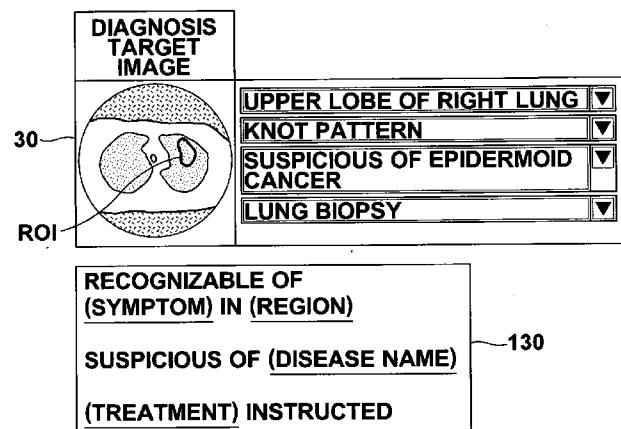 DIAGNOSIS
TARGET
IMAGE
30
ROI
UPPER LOBE OF RIGHT LUNG
KNOT PATTERN
SUSPICIOUS OF EPIDERMOID
CANCER
LUNG BIOPSY
RECOGNIZABLE OF
(SYMPTOM) IN (REGION)
SUSPICIOUS OF (DISEASE NAME)
(TREATMENT) INSTRUCTED
130